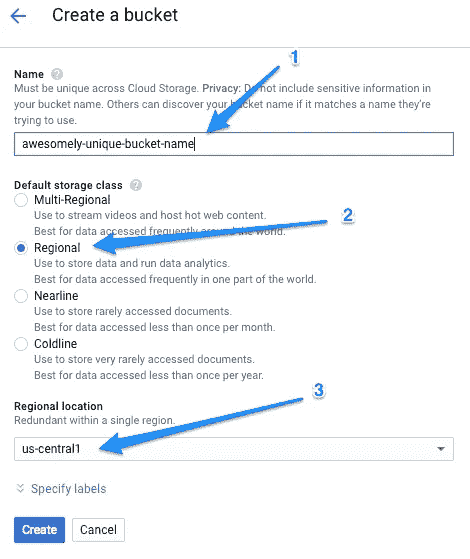 Create a bucket
1
Name
Must be unique across Cloud Storage. Privacy: Do not include sensitive information in
your bucket name. Others can discover your bucket name if it matches a name they're
trying to use.
awesomely-unique-bucket-name
Default storage class
Multi-Regional
Use to stream videos and host hot web content.
2
Best for data accessed frequently around the world.
Regional
Use to store data and run data analytics.
Best for data accessed frequently in one part of the world.
Nearline
Use to store rarely accessed documents.
Best for data accessed less than once per month.
Coldline
Use to store very rarely accessed documents.
Best for data accessed less than once per year.
3
Regional location
Redundant within a single region.
us-central1
Specify labels
Create Cancel